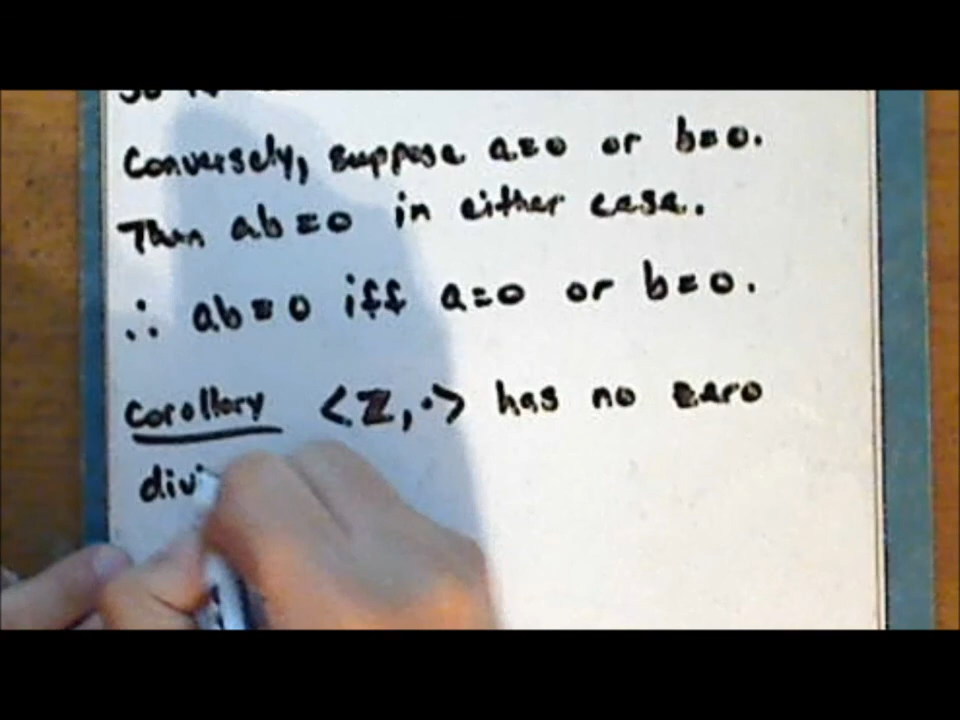 Conversely, suppose a=0 or b=0.
Then ab=0 in either case.
∴ ab=0 iff a=0 or b=0.
Corollary <ℤ,·> has no zero
divi